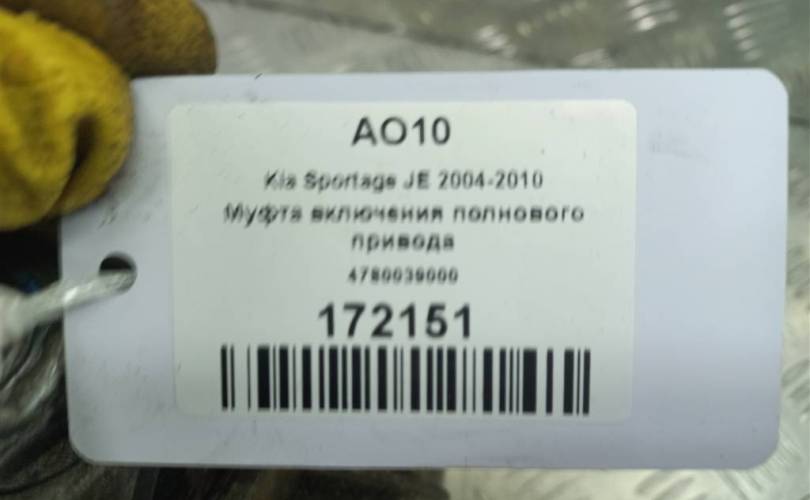 AO10
Kia Sportage JE 2004-2010
Муфта включения полнового
привода
4780039000
172151